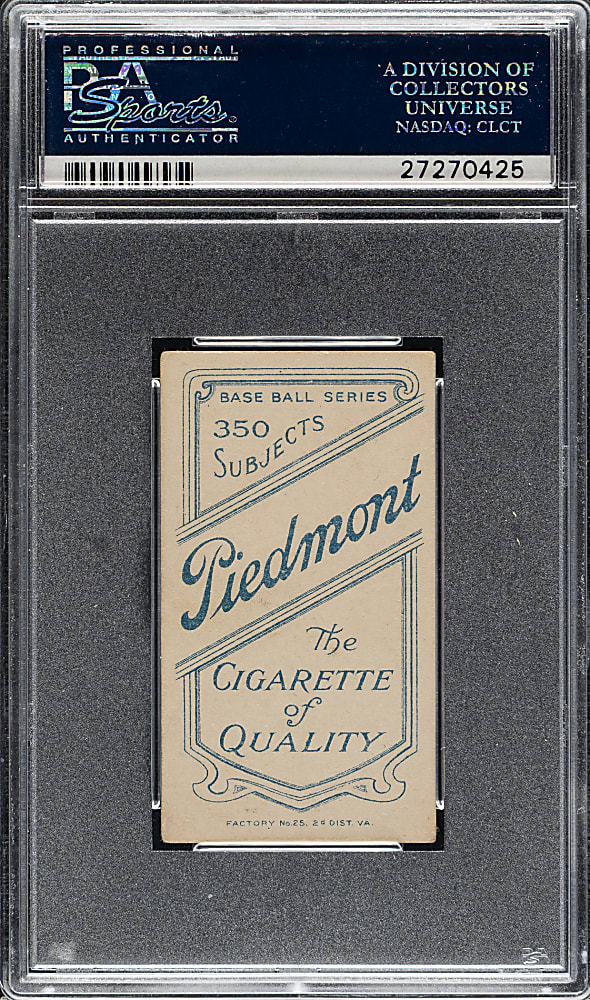 PROFESSIONAL
PSA
Sports
AUTHENTICATOR
A DIVISION OF
COLLECTORS
UNIVERSE
NASDAQ: CLCT
27270425
BASE BALL SERIES
350
SUBJECTS
Piedmont
The
CIGARETTE
of
QUALITY
FACTORY No. 25, 2d DIST. VA.